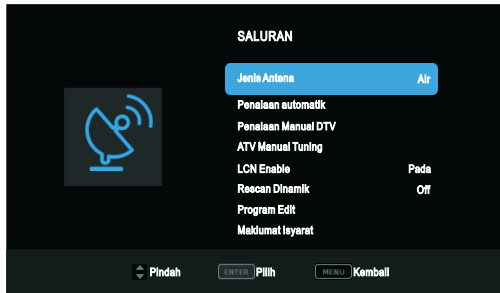 SALURAN
Jenis Antena Air
Penalaan automatik
Penalaan Manual DTV
ATV Manual Tuning
LCN Enable Pada
Rescan Dinamik Off
Program Edit
Maklumat Isyarat
Pindah ENTER Pilih MENU Kembali